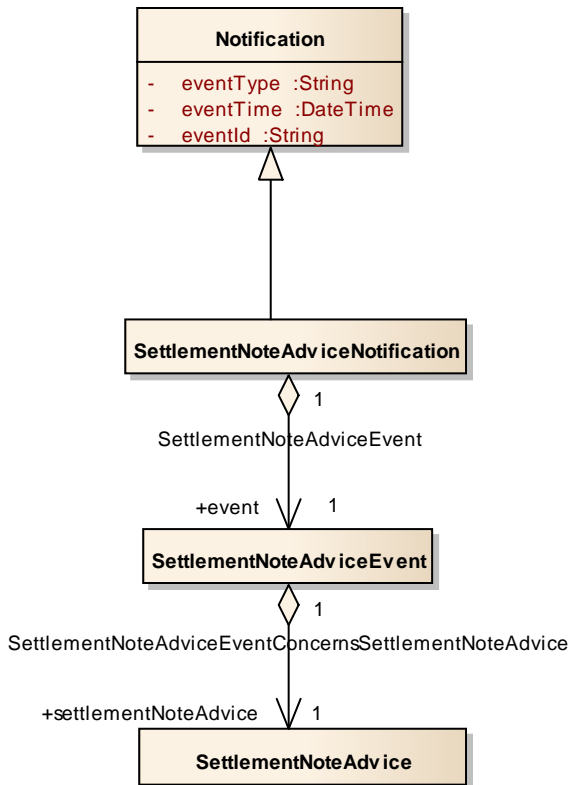 Notification
- eventType :String
- eventTime :DateTime
- eventId :String
SettlementNoteAdviceNotification
1
SettlementNoteAdviceEvent
+event 1
SettlementNoteAdviceEvent
1
SettlementNoteAdviceEventConcernsSettlementNoteAdvice
+settlementNoteAdvice 1
SettlementNoteAdvice